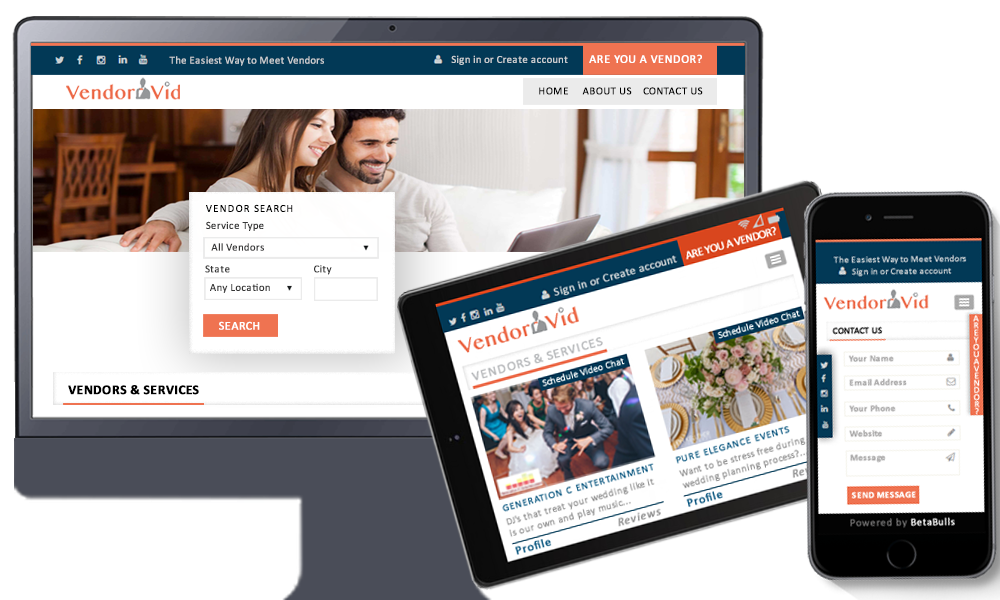 The Easiest Way to Meet Vendors
Sign in or Create account
ARE YOU A VENDOR?
VendorVid
HOME ABOUT US CONTACT US
VENDOR SEARCH
Service Type
All Vendors
State City
Any Location
SEARCH
VENDORS & SERVICES
Sign in or Create account
ARE YOU A VENDOR?
VendorVid
VENDORS & SERVICES
Schedule Video Chat
GENERATION C ENTERTAINMENT
DJ's that treat your wedding like it
is our own and play music...
Profile Reviews
Schedule Video Chat
PURE ELEGANCE EVENTS
Want to be stress free during
wedding planning process?...
Profile Rev
The Easiest Way to Meet Vendors
Sign in or Create account
VendorVid
CONTACT US
Your Name
Email Address
Your Phone
Website
Message
SEND MESSAGE
AREYOUAVENDOR?
Powered by BetaBulls